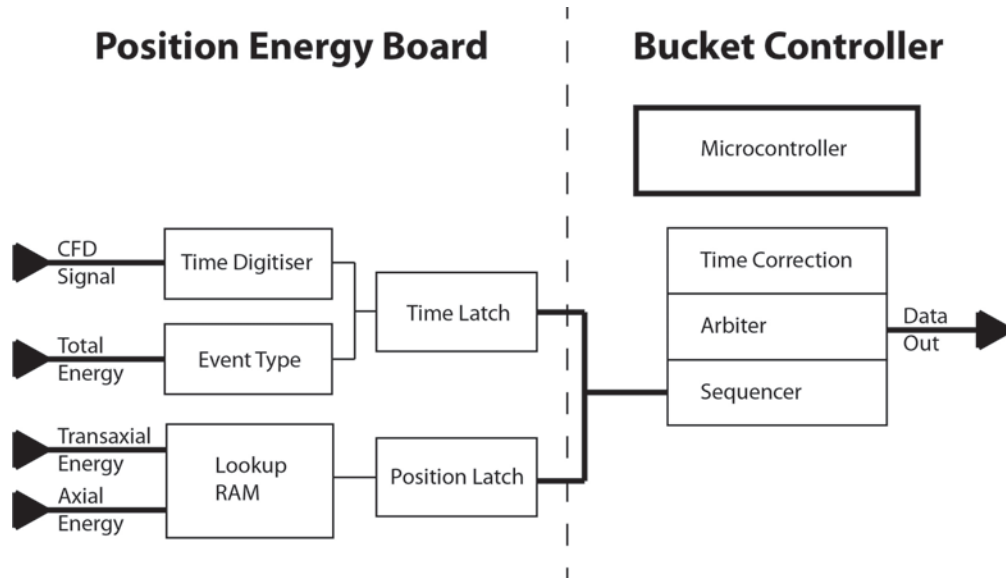 Position Energy Board
Bucket Controller
Microcontroller
CFD
Signal
Time Digitiser
Total
Energy
Event Type
Time Latch
Transaxial
Energy
Axial
Energy
Lookup
RAM
Position Latch
Time Correction
Arbiter
Sequencer
Data
Out